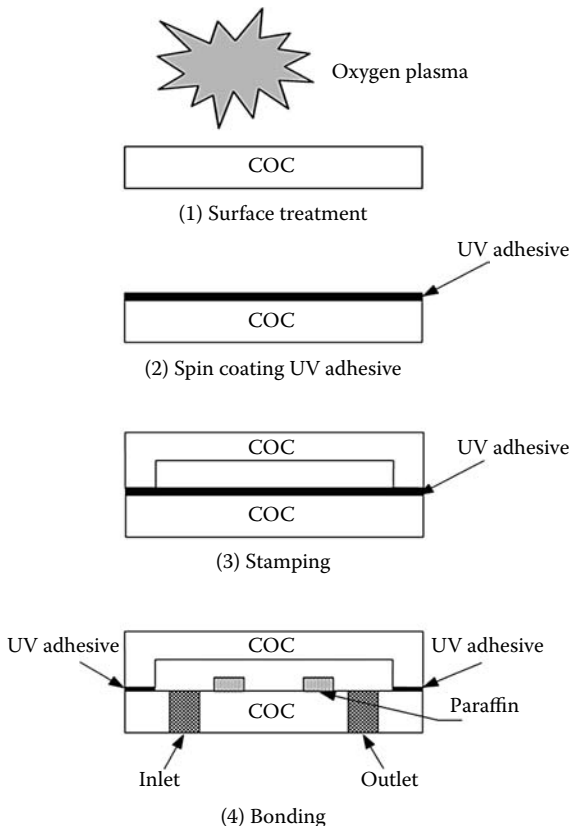 Oxygen plasma
COC
(1) Surface treatment
UV adhesive
COC
(2) Spin coating UV adhesive
COC
UV adhesive
COC
(3) Stamping
UV adhesive
COC
UV adhesive
COC
Paraffin
Inlet
Outlet
(4) Bonding